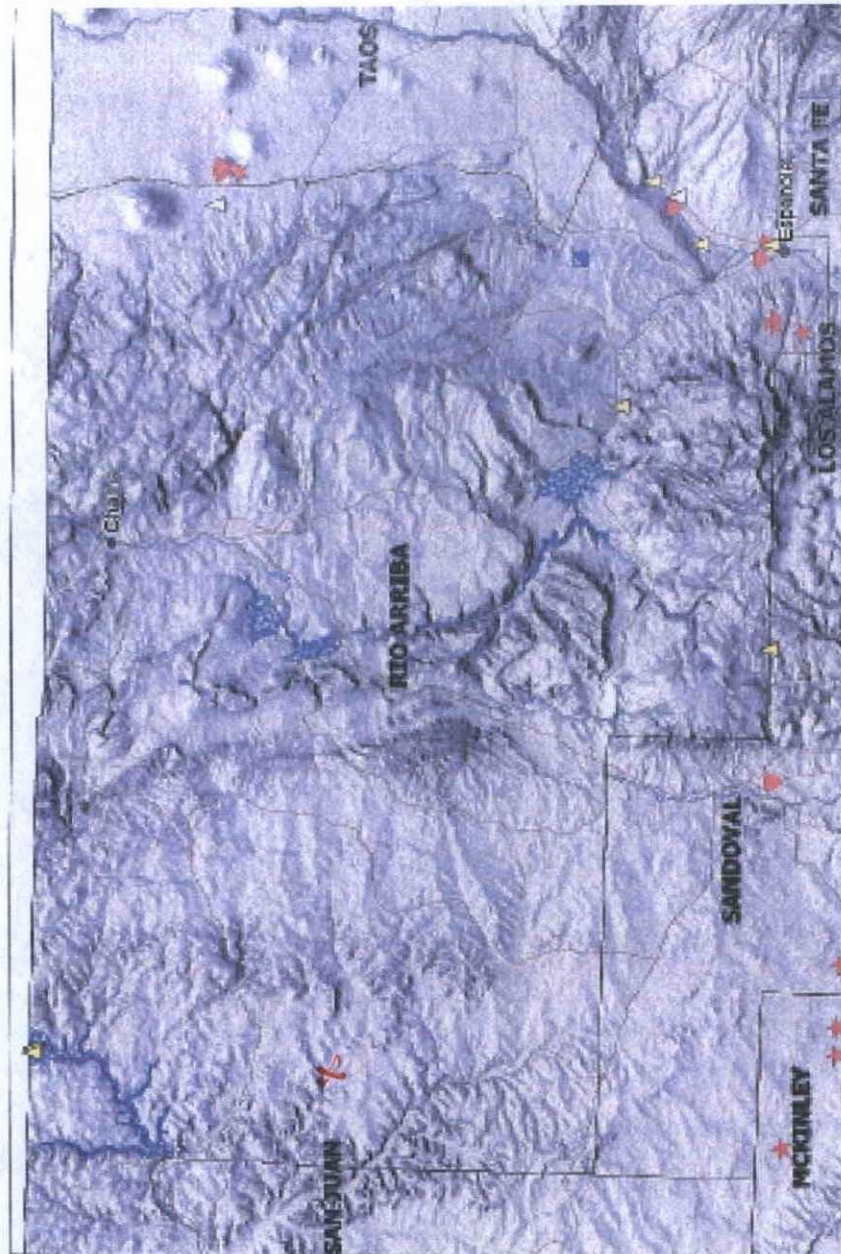 TAOS
Chama
Espanola
SANTA FE
LOS ALAMOS
RIO ARRIBA
SANDOVAL
SAN JUAN
MCKINLEY